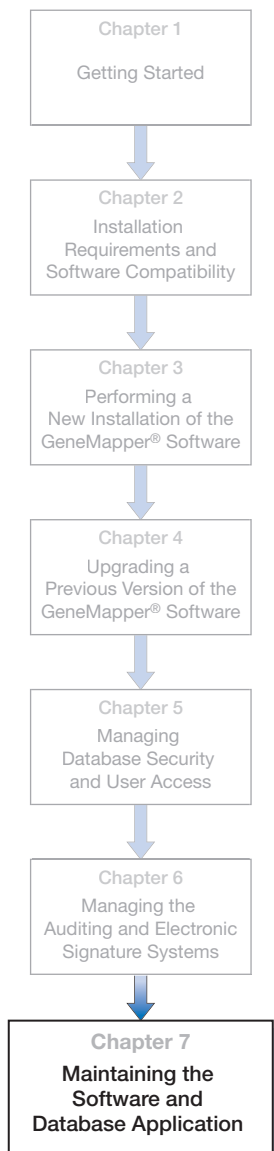 Chapter 1
Getting Started
Chapter 2
Installation
Requirements and
Software Compatibility
Chapter 3
Performing a
New Installation of the
GeneMapper® Software
Chapter 4
Upgrading a
Previous Version of the
GeneMapper® Software
Chapter 5
Managing
Database Security
and User Access
Chapter 6
Managing the
Auditing and Electronic
Signature Systems
Chapter 7
Maintaining the
Software and
Database Application